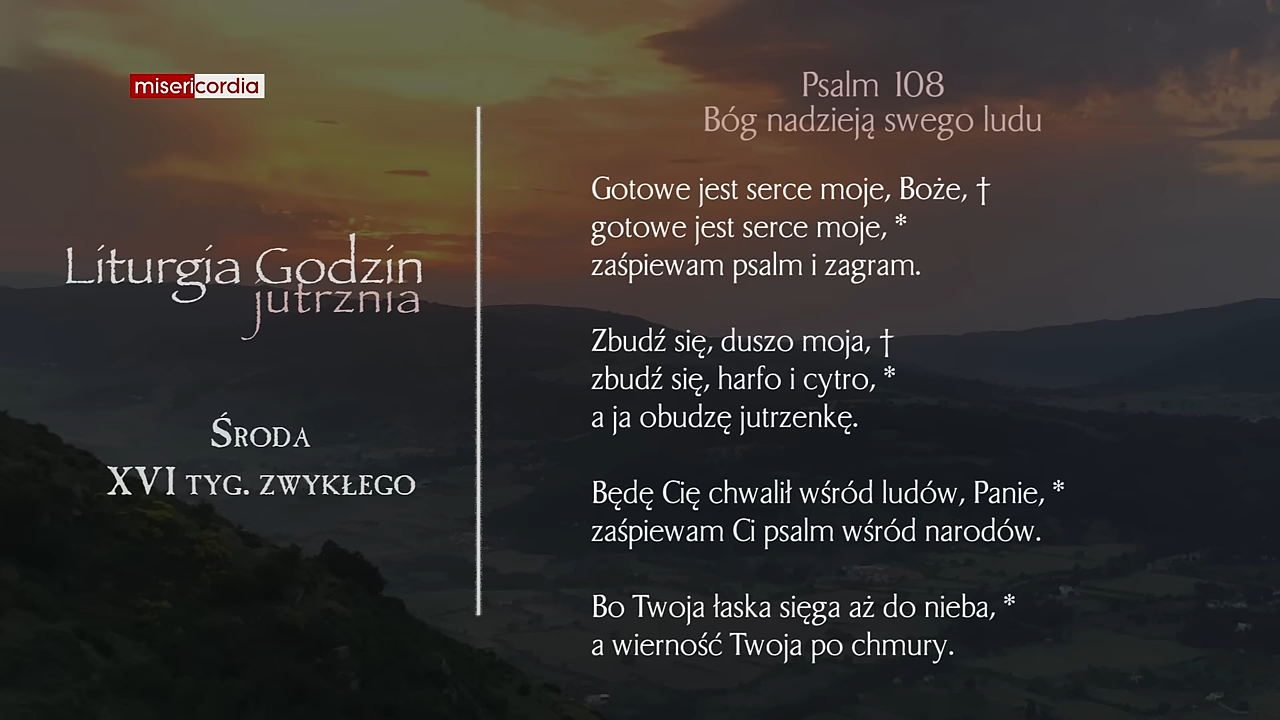 misericordia
Liturgia Godzin
jutrznia
Środa
XVI tyg. zwykłego
Psalm 108
Bóg nadzieją swego ludu
Gotowe jest serce moje, Boże, †
gotowe jest serce moje, *
zaśpiewam psalm i zagram.
Zbudź się, duszo moja, †
zbudź się, harfo i cytro, *
a ja obudzę jutrzenkę.
Będę Cię chwalił wśród ludów, Panie, *
zaśpiewam Ci psalm wśród narodów.
Bo Twoja łaska sięga aż do nieba, *
a wierność Twoja po chmury.